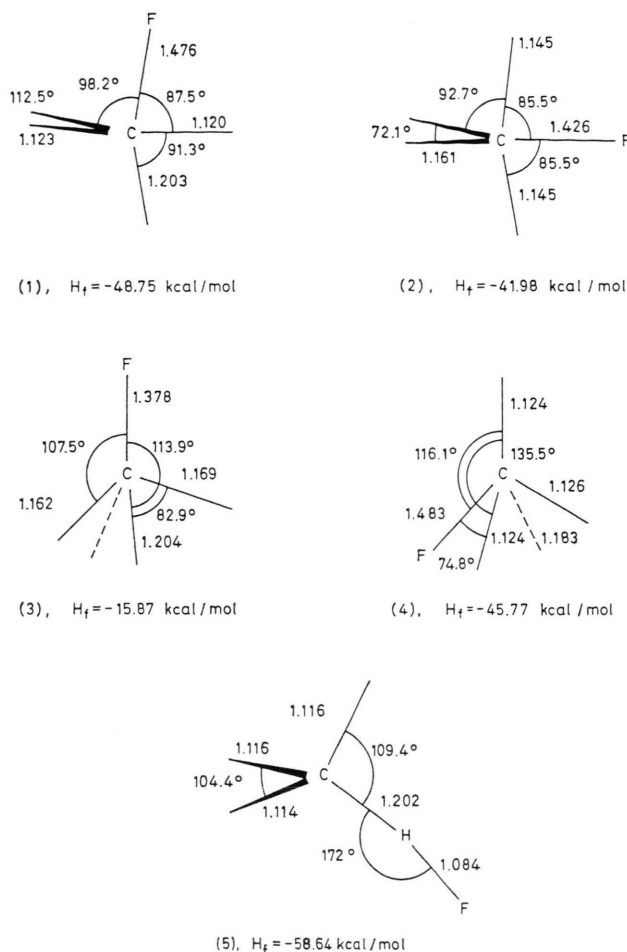 F
1.476
98.2°
87.5°
112.5°
1.123
C
1.120
91.3°
1.203
(1), Hf = -48.75 kcal/mol
1.145
92.7°
85.5°
72.1°
1.161
C
1.426
F
85.5°
1.145
(2), Hf = -41.98 kcal/mol
F
1.378
107.5°
113.9°
C
1.169
1.162
82.9°
1.204
(3), Hf = -15.87 kcal/mol
1.124
116.1°
135.5°
C
1.126
1.483
1.124
1.183
F
74.8°
(4), Hf = -45.77 kcal/mol
1.116
1.116
109.4°
104.4°
C
1.114
1.202
H
172°
1.084
F
(5), Hf = -58.64 kcal/mol